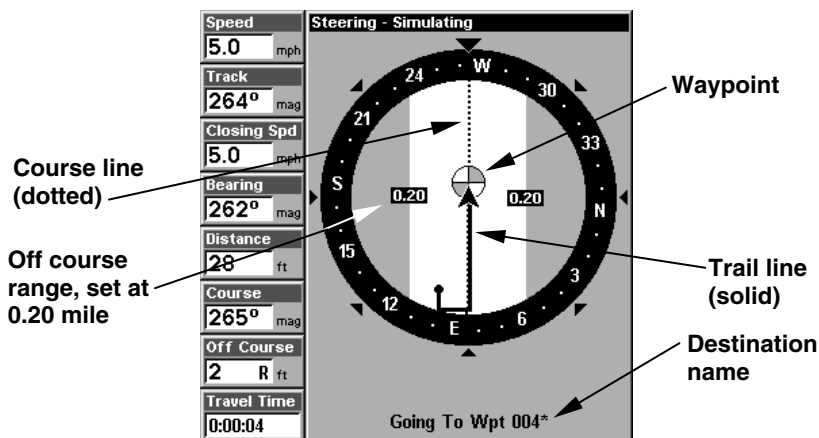 Speed
5.0 mph
Track
264º mag
Closing Spd
5.0 mph
Bearing
262º mag
Distance
28 ft
Course
265º mag
Off Course
2 R ft
Travel Time
0:00:04
Steering - Simulating
24
W
30
21
33
S
N
15
3
12
E
6
0.20
0.20
Going To Wpt 004*
Course line
(dotted)
Off course
range, set at
0.20 mile
Waypoint
Trail line
(solid)
Destination
name